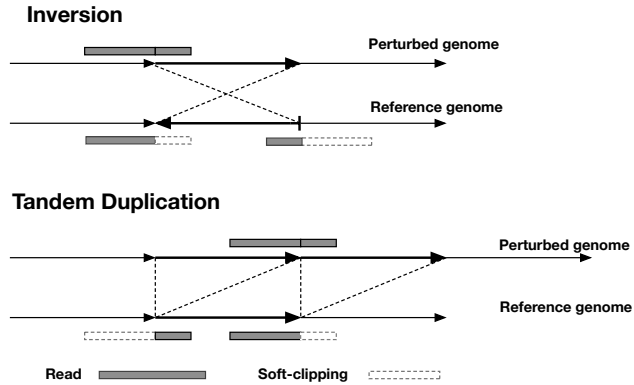 Inversion
Perturbed genome
Reference genome
Tandem Duplication
Perturbed genome
Reference genome
Read
Soft-clipping